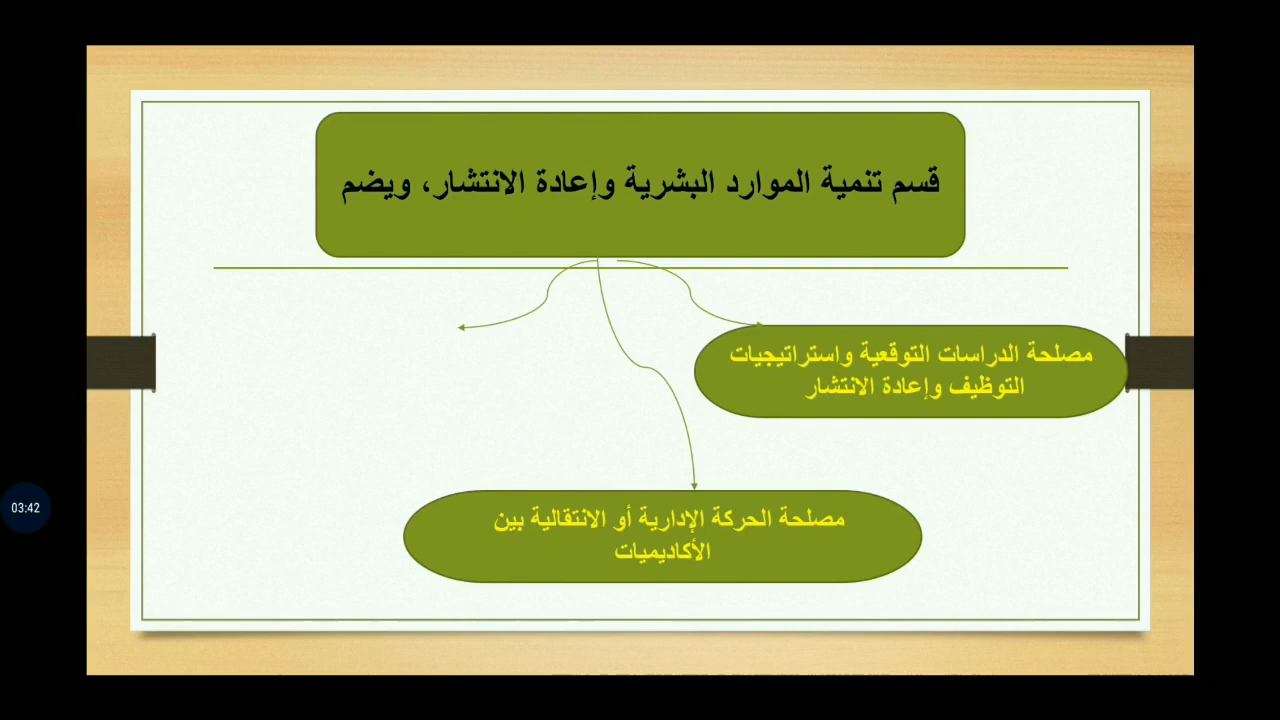 قسم تنمية الموارد البشرية وإعادة الانتشار، ويضم
مصلحة الدراسات التوقعية واستراتيجيات
التوظيف وإعادة الانتشار
مصلحة الحركة الإدارية أو الانتقالية بين
الأكاديميات
03:42